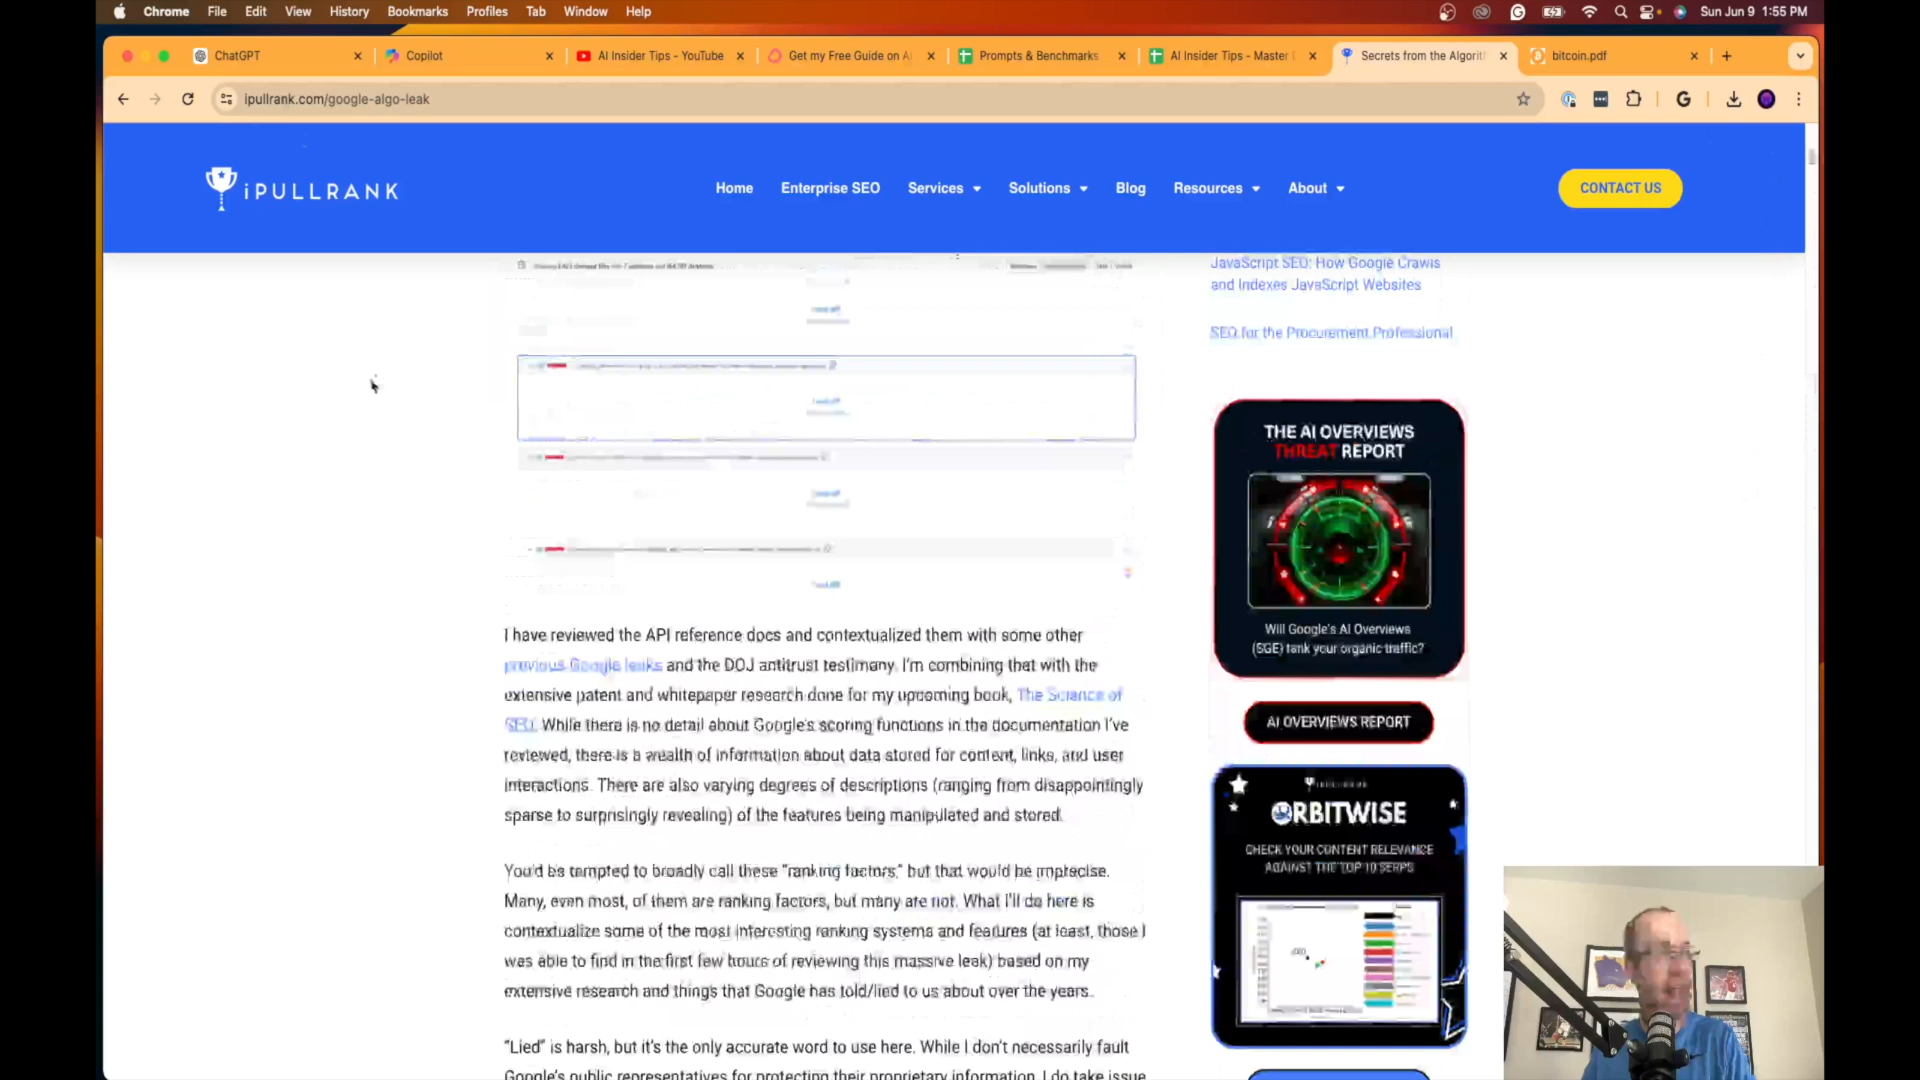 Chrome File Edit View History Bookmarks Profiles Tab Window Help Sun Jun 9 1:55 PM
ChatGPT Copilot AI Insider Tips - YouTube Get my Free Guide on A Prompts & Benchmarks AI Insider Tips - Master Secrets from the Algorit bitcoin.pdf
ipullrank.com/google-algo-leak
iPULLRANK Home Enterprise SEO Services Solutions Blog Resources About CONTACT US
JavaScript SEO: How Google Crawls
and Indexes JavaScript Websites
SEO for the Procurement Professional
THE AI OVERVIEWS
THREAT REPORT
Will Google's AI Overviews
(SGE) tank your organic traffic?
AI OVERVIEWS REPORT
ORBITWISE
CHECK YOUR CONTENT RELEVANCE
AGAINST THE TOP 10 SERPS
I have reviewed the API reference docs and contextualized them with some other
previous Google leaks and the DOJ antitrust testimony. I'm combining that with the
extensive patent and whitepaper research done for my upcoming book, The Science of
SEO. While there is no detail about Google's scoring functions in the documentation I've
reviewed, there is a wealth of information about data stored for content, links, and user
interactions. There are also varying degrees of descriptions (ranging from disappointingly
sparse to surprisingly revealing) of the features being manipulated and stored.
You'd be tempted to broadly call these "ranking factors," but that would be imprecise.
Many, even most, of them are ranking factors, but many are not. What I'll do here is
contextualize some of the most interesting ranking systems and features (at least, those I
was able to find in the first few hours of reviewing this massive leak) based on my
extensive research and things that Google has told/lied to us about over the years.
"Lied" is harsh, but it's the only accurate word to use here. While I don't necessarily fault
Google's public representatives for protecting their proprietary information, I do take issue